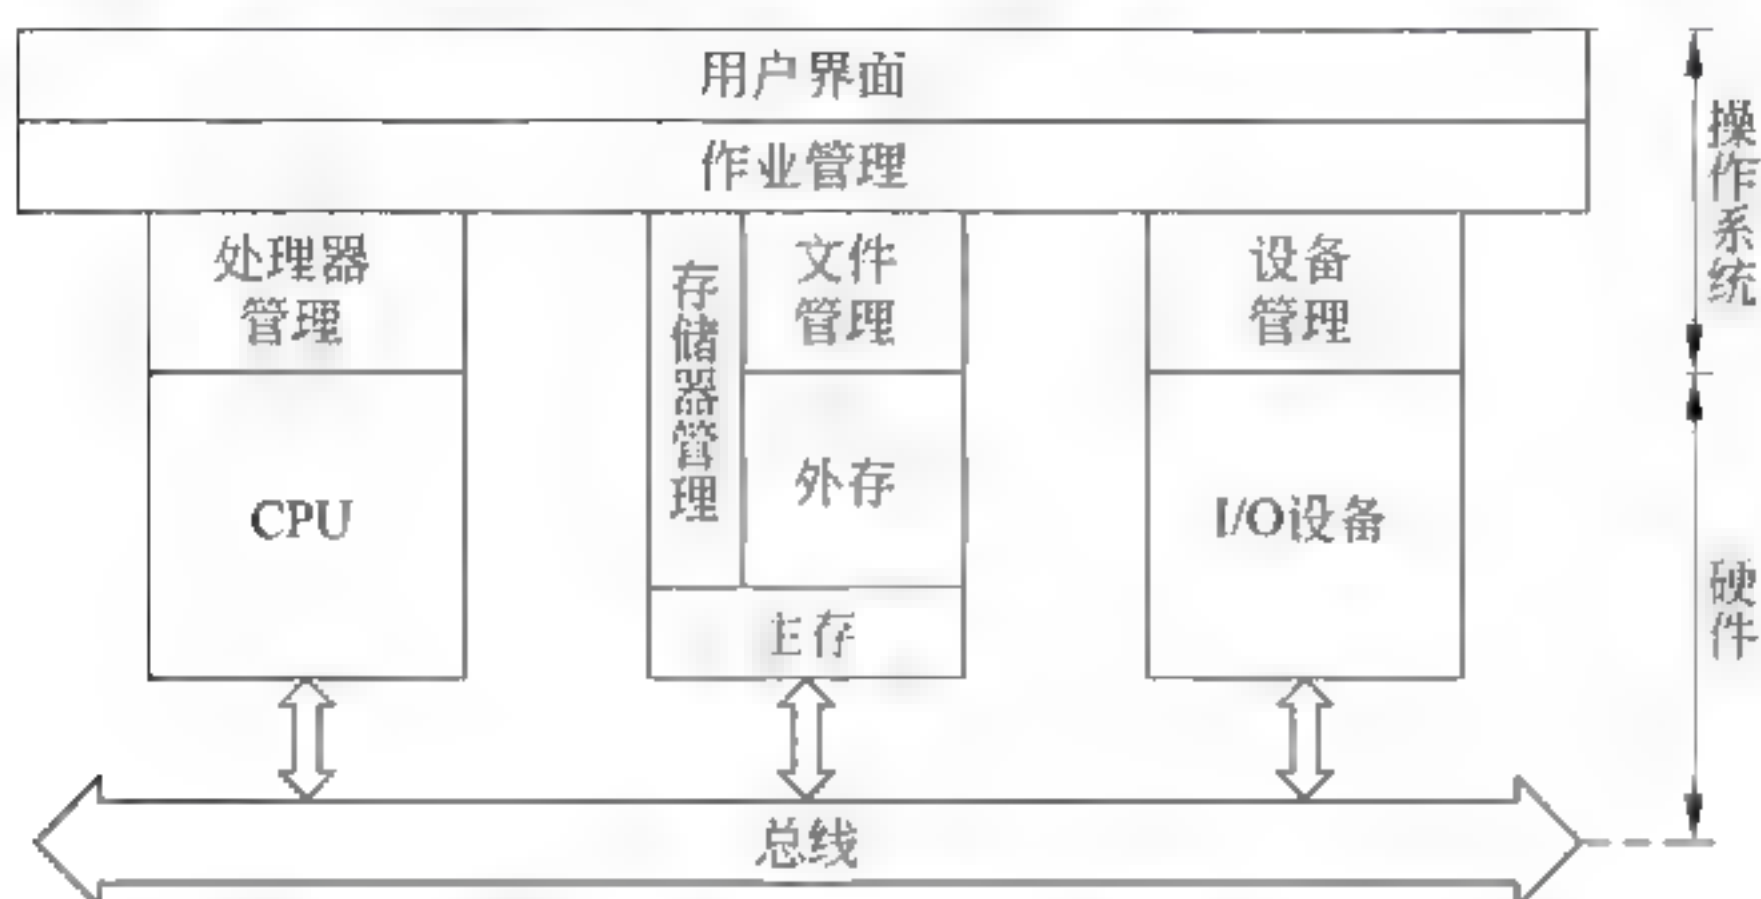 用户界面
作业管理
处理器
管理
存储器管理
文件
管理
设备
管理
操作系统
CPU
外存
I/O设备
主存
硬件
总线